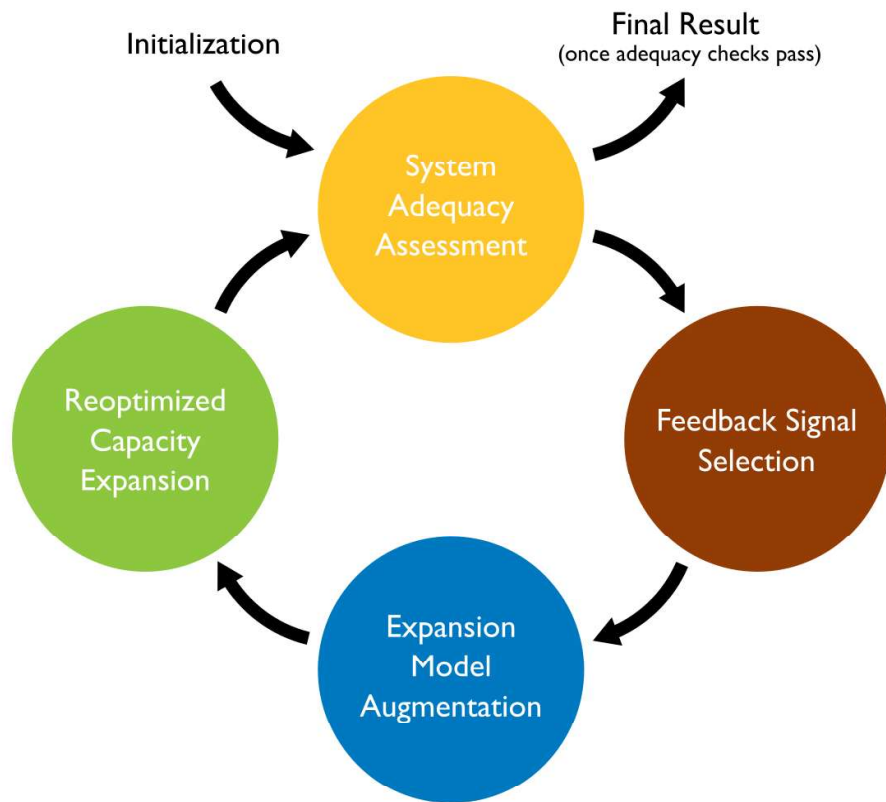 Initialization
Final Result
(once adequacy checks pass)
System
Adequacy
Assessment
Reoptimized
Capacity
Expansion
Feedback Signal
Selection
Expansion
Model
Augmentation